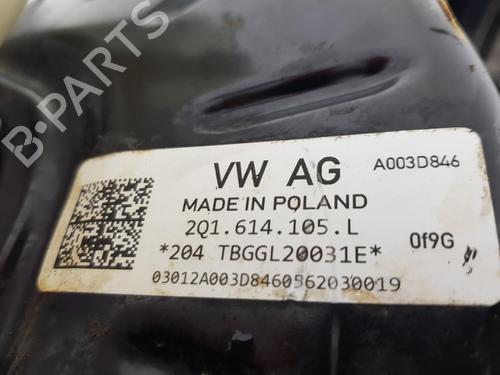 VW AG
A003D846
MADE IN POLAND
2Q1.614.105.L
*204 TBGGL20031E*
0f9G
03012A003D8460562030019
B-PARTS